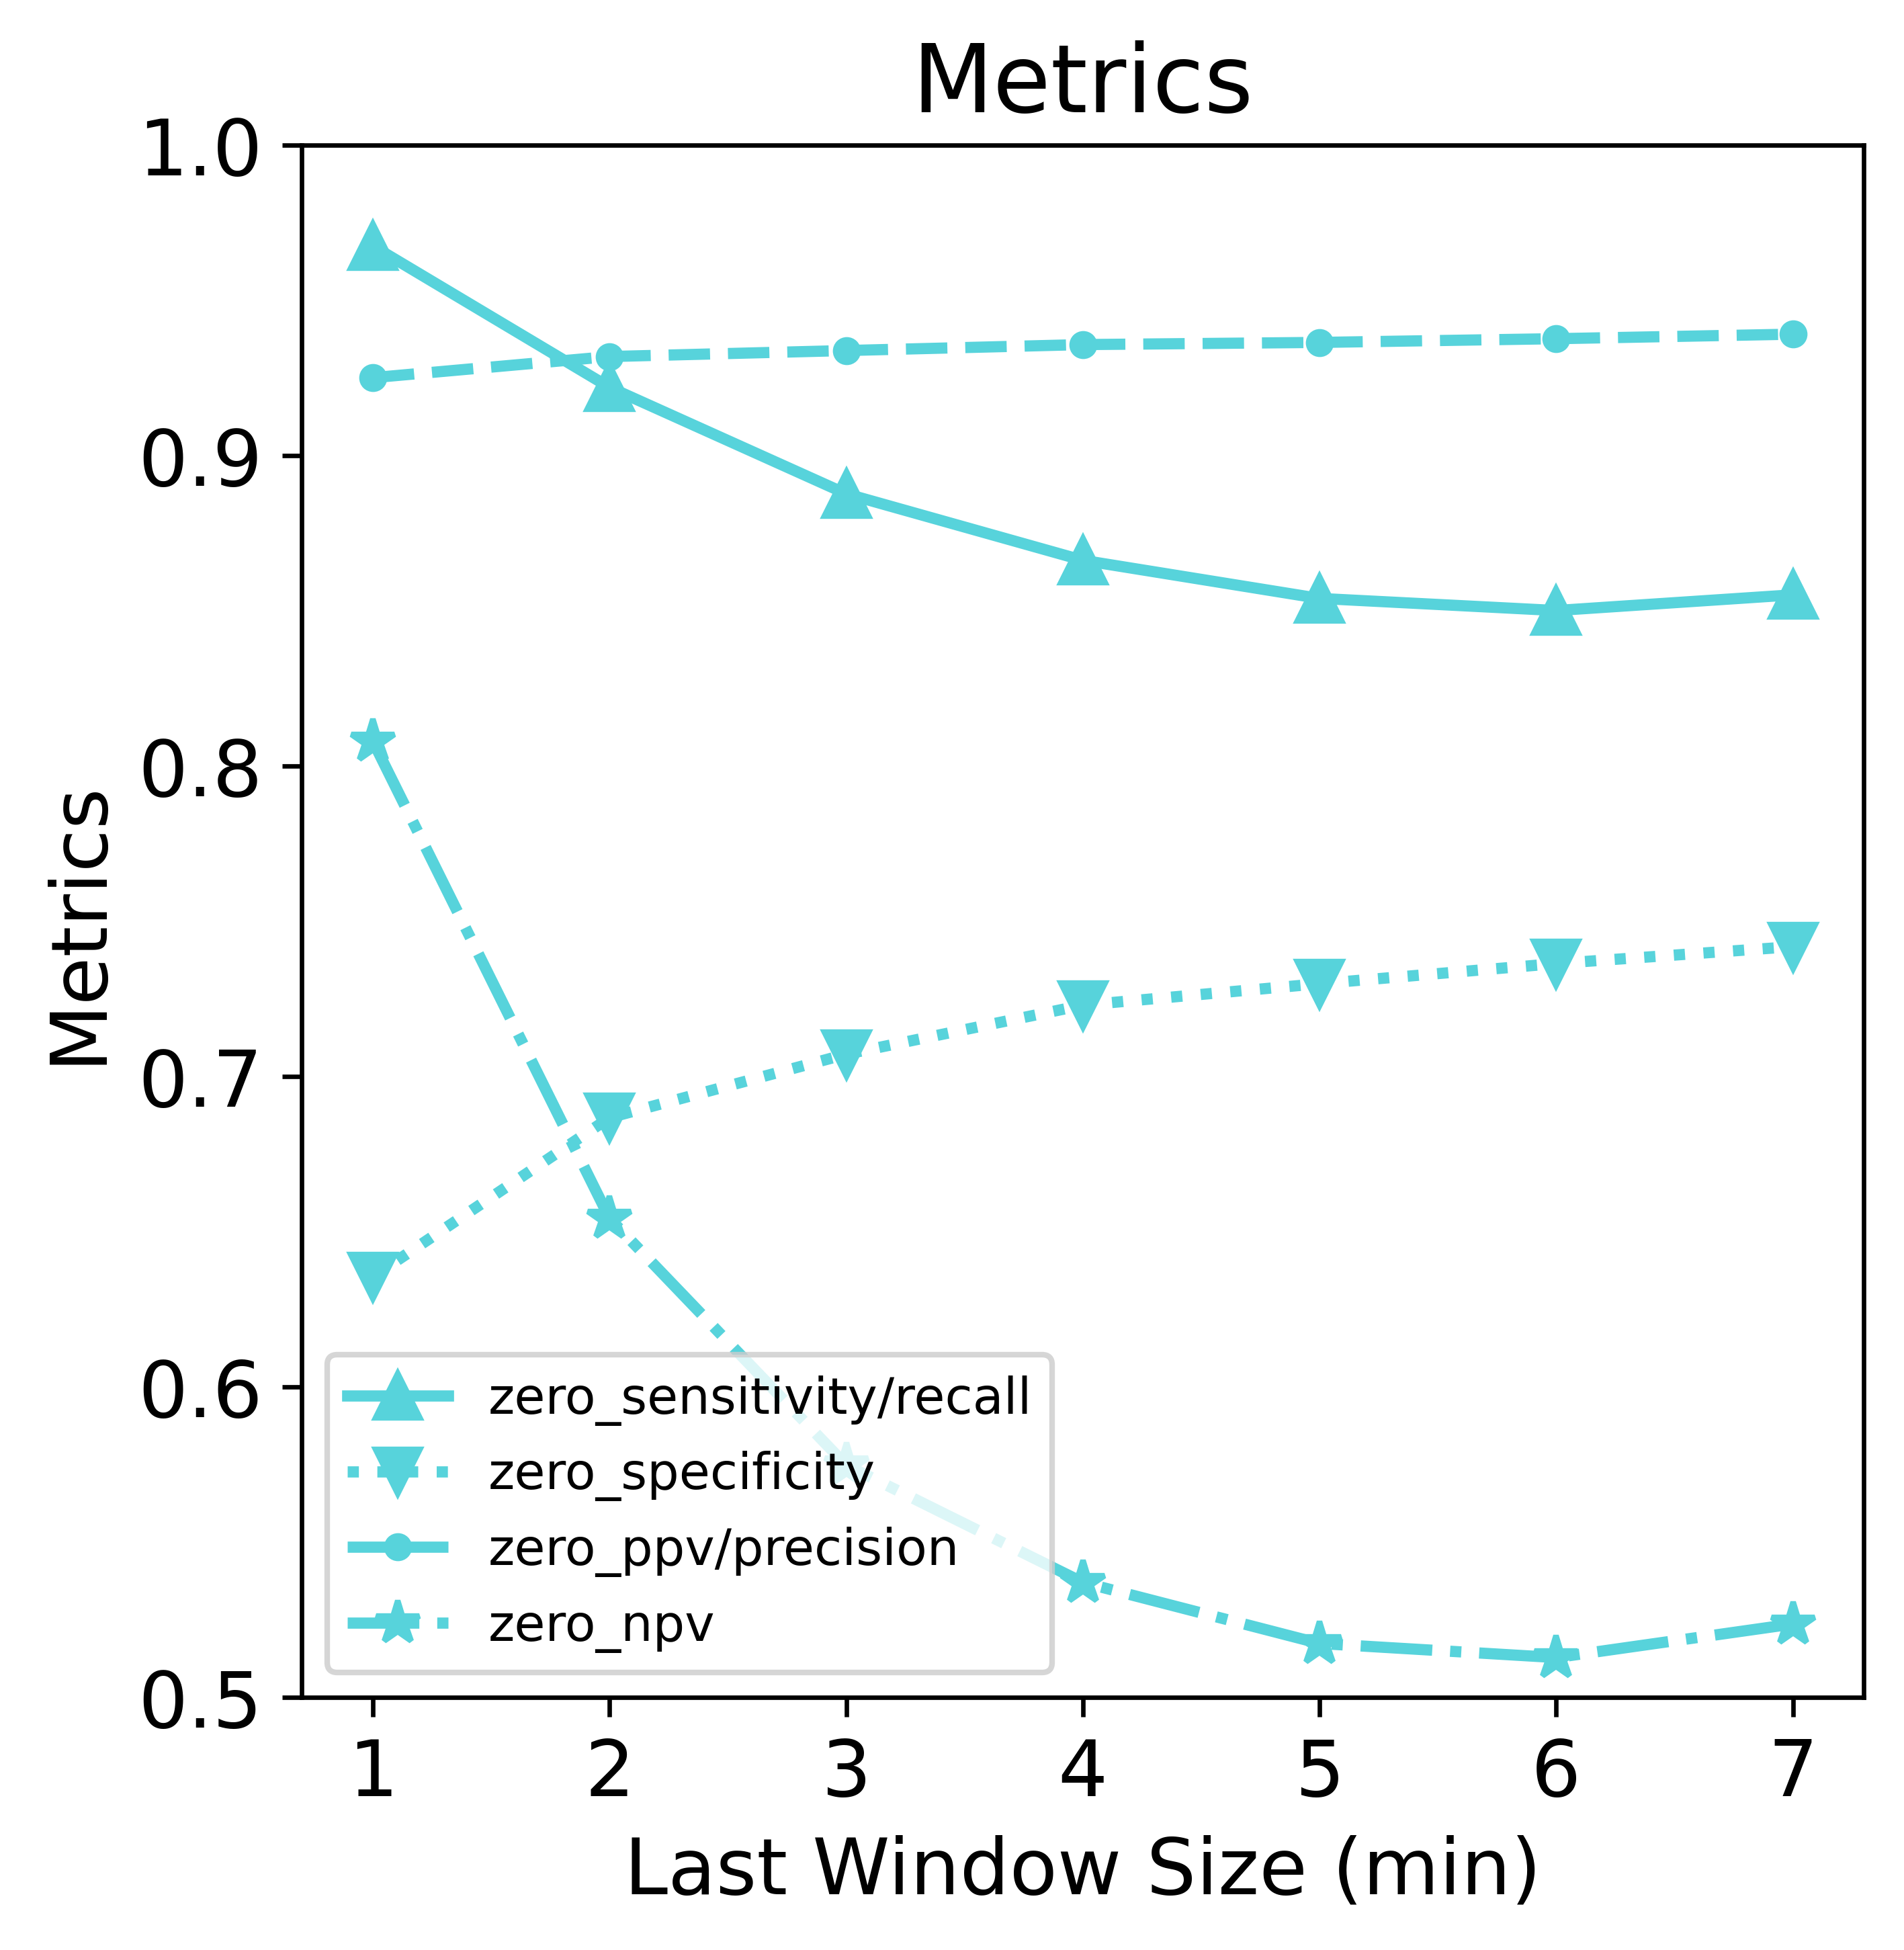 Metrics
1.0
0.9
0.8
0.7
0.6
0.5
Metrics
zero_sensitivity/recall
zero_specificity
zero_ppv/precision
zero_npv
1 2 3 4 5 6 7
Last Window Size (min)